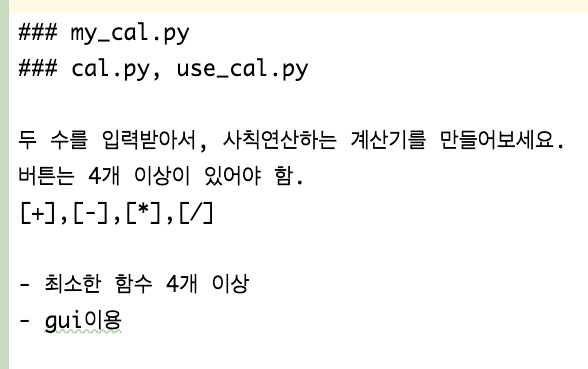 ### my_cal.py
### cal.py, use_cal.py
두 수를 입력받아서, 사칙연산하는 계산기를 만들어보세요.
버튼는 4개 이상이 있어야 함.
[+],[-],[*],[/]
- 최소한 함수 4개 이상
- gui이용